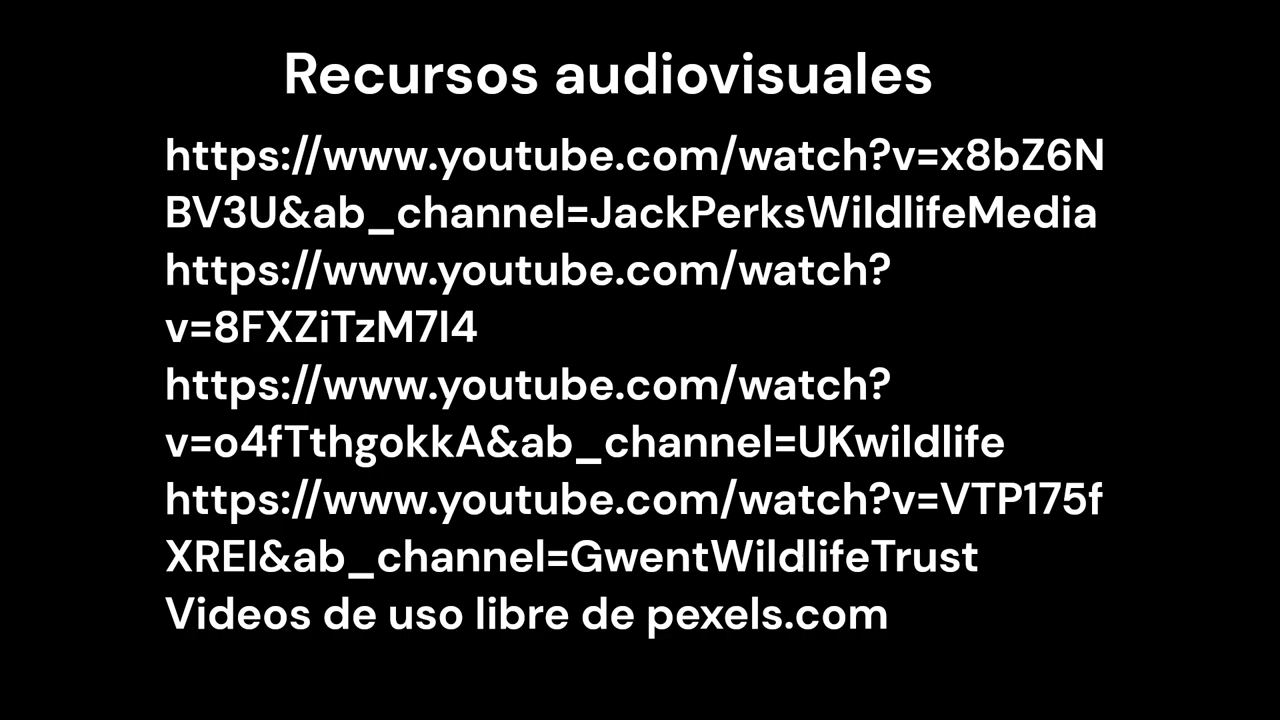 Recursos audiovisuales
https://www.youtube.com/watch?v=x8bZ6N
BV3U&ab_channel=JackPerksWildlifeMedia
https://www.youtube.com/watch?
v=8FXZiTzM7I4
https://www.youtube.com/watch?
v=o4fTthgokkA&ab_channel=UKwildlife
https://www.youtube.com/watch?v=VTP175f
XREI&ab_channel=GwentWildlifeTrust
Videos de uso libre de pexels.com